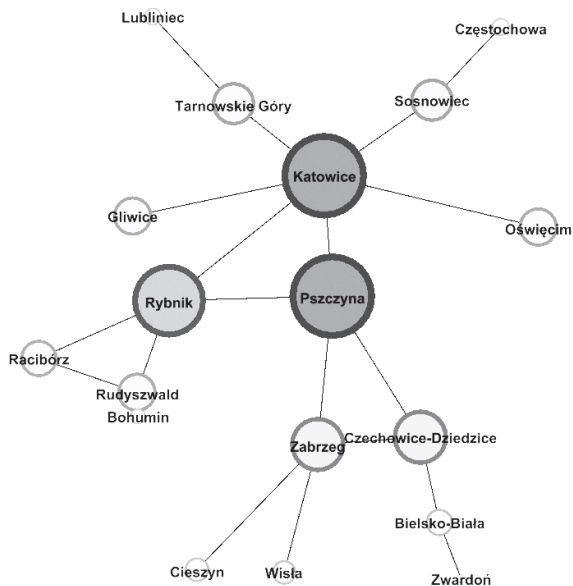 Lubliniec
Częstochowa
Tarnowskie Góry
Sosnowiec
Katowice
Gliwice
Oświęcim
Rybnik
Pszczyna
Racibórz
Rudyszwałd
Bohumin
Zabrzeg
Czechowice-Dziedzice
Bielsko-Biała
Cieszyn
Wisła
Zwardoń